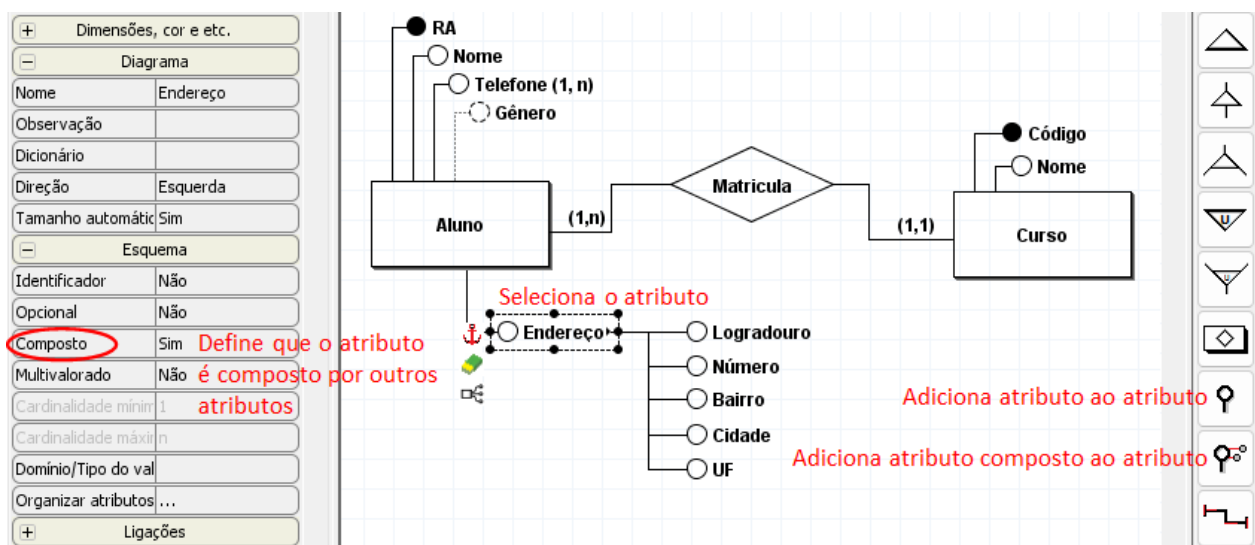 + Dimensões, cor e etc.
− Diagrama
Nome Endereço
Observação
Dicionário
Direção Esquerda
Tamanho automátic Sim
− Esquema
Identificador Não
Opcional Não
Composto Sim
Multivalorado Não
Cardinalidade mínim 1
Cardinalidade máxin n
Domínio/Tipo do val
Organizar atributos ...
+ Ligações
Define que o atributo
é composto por outros
atributos
RA
Nome
Telefone (1, n)
Gênero
Aluno
(1,n)
Matricula
(1,1)
Código
Nome
Curso
Seleciona o atributo
Endereço
Logradouro
Número
Bairro
Cidade
UF
Adiciona atributo ao atributo
Adiciona atributo composto ao atributo
U
U